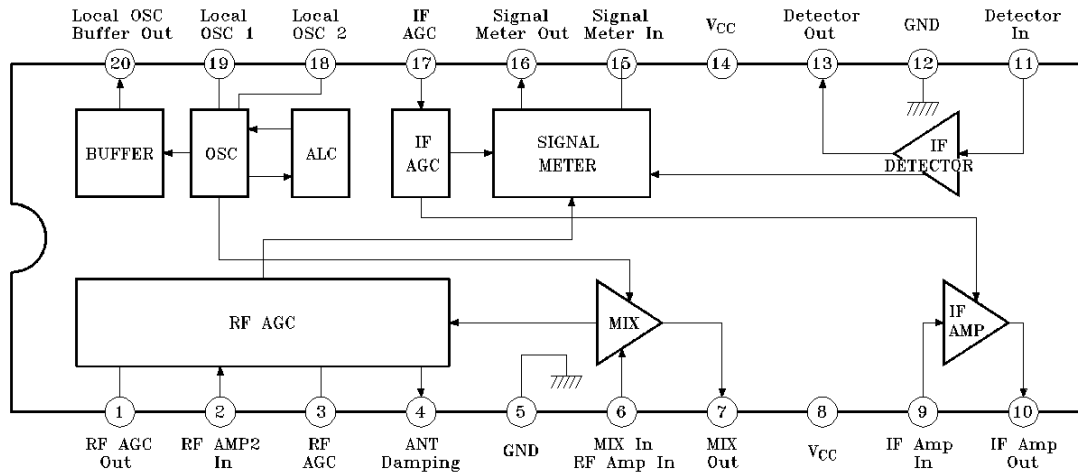 Local OSC
Buffer Out
Local
OSC 1
Local
OSC 2
IF
AGC
Signal
Meter Out
Signal
Meter In
VCC
Detector
Out
GND
Detector
In
20
19
18
17
16
15
14
13
12
11
BUFFER
OSC
ALC
IF
AGC
SIGNAL
METER
IF
DETECTOR
RF AGC
MIX
IF
AMP
1
2
3
4
5
6
7
8
9
10
RF AGC
Out
RF AMP2
In
RF
AGC
ANT
Damping
GND
MIX In
RF Amp In
MIX
Out
VCC
IF Amp
In
IF Amp
Out